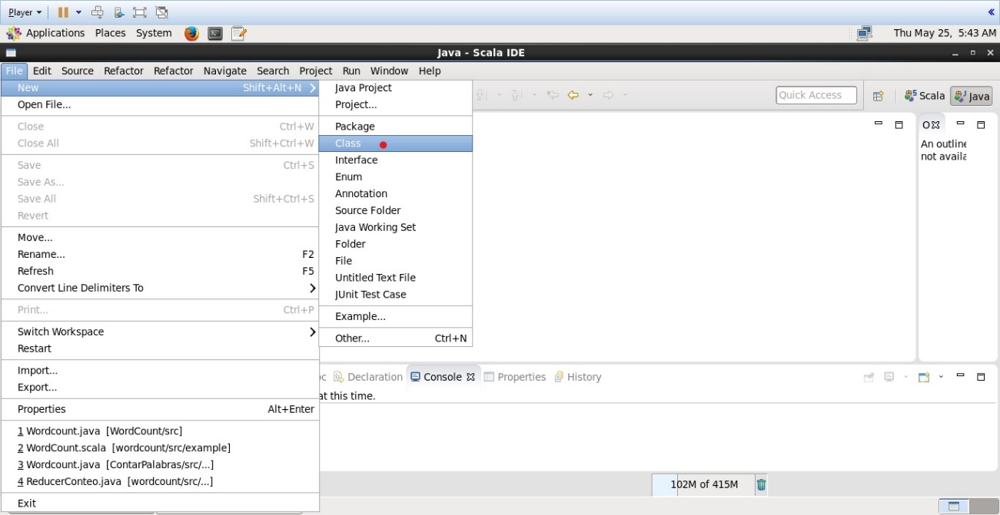 Player
Applications Places System Thu May 25, 5:43 AM
Java - Scala IDE
File Edit Source Refactor Refactor Navigate Search Project Run Window Help
New Shift+Alt+N
Open File...
Close Ctrl+W
Close All Shift+Ctrl+W
Save Ctrl+S
Save As...
Save All Shift+Ctrl+S
Revert
Move...
Rename... F2
Refresh F5
Convert Line Delimiters To
Print... Ctrl+P
Switch Workspace
Restart
Import...
Export...
Properties Alt+Enter
1 Wordcount.java [WordCount/src]
2 WordCount.scala [wordcount/src/example]
3 Wordcount.java [ContarPalabras/src/...]
4 ReducerConteo.java [wordcount/src/...]
Exit
Java Project
Project...
Package
Class
Interface
Enum
Annotation
Source Folder
Java Working Set
Folder
File
Untitled Text File
JUnit Test Case
Example...
Other... Ctrl+N
Quick Access Scala Java
O
An outline
not availa
Declaration Console Properties History
at this time.
102M of 415M